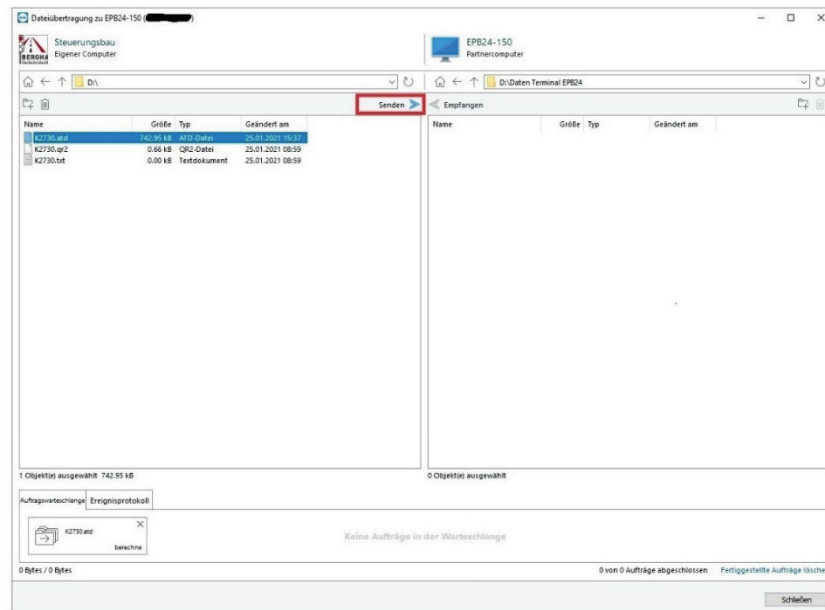 Dateiübertragung zu EPB24-150 (
)
BERGHA
Steuerungsbau
Eigener Computer
EPB24-150
Partnercomputer
D:\
D:\Daten Terminal EPB24
Senden
Empfangen
Name Größe Typ Geändert am
K2730.atd 742.95 kB ATD-Datei 25.01.2021 15:37
K2730.qr2 0.66 kB QR2-Datei 25.01.2021 08:59
K2730.txt 0.00 kB Textdokument 25.01.2021 08:59
Name Größe Typ Geändert am
1 Objekt(e) ausgewählt 742.95 kB
0 Objekt(e) ausgewählt
Auftragswarteschlange Ereignisprotokoll
K2730.atd
berechne
Keine Aufträge in der Warteschlange
0 Bytes / 0 Bytes
0 von 0 Aufträge abgeschlossen Fertiggestellte Aufträge lösche
Schließen